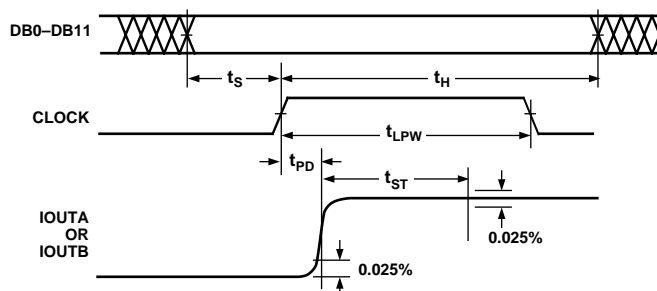 DB0–DB11
tS
tH
CLOCK
tLPW
tPD
tST
IOUTA
OR
IOUTB
0.025%
0.025%